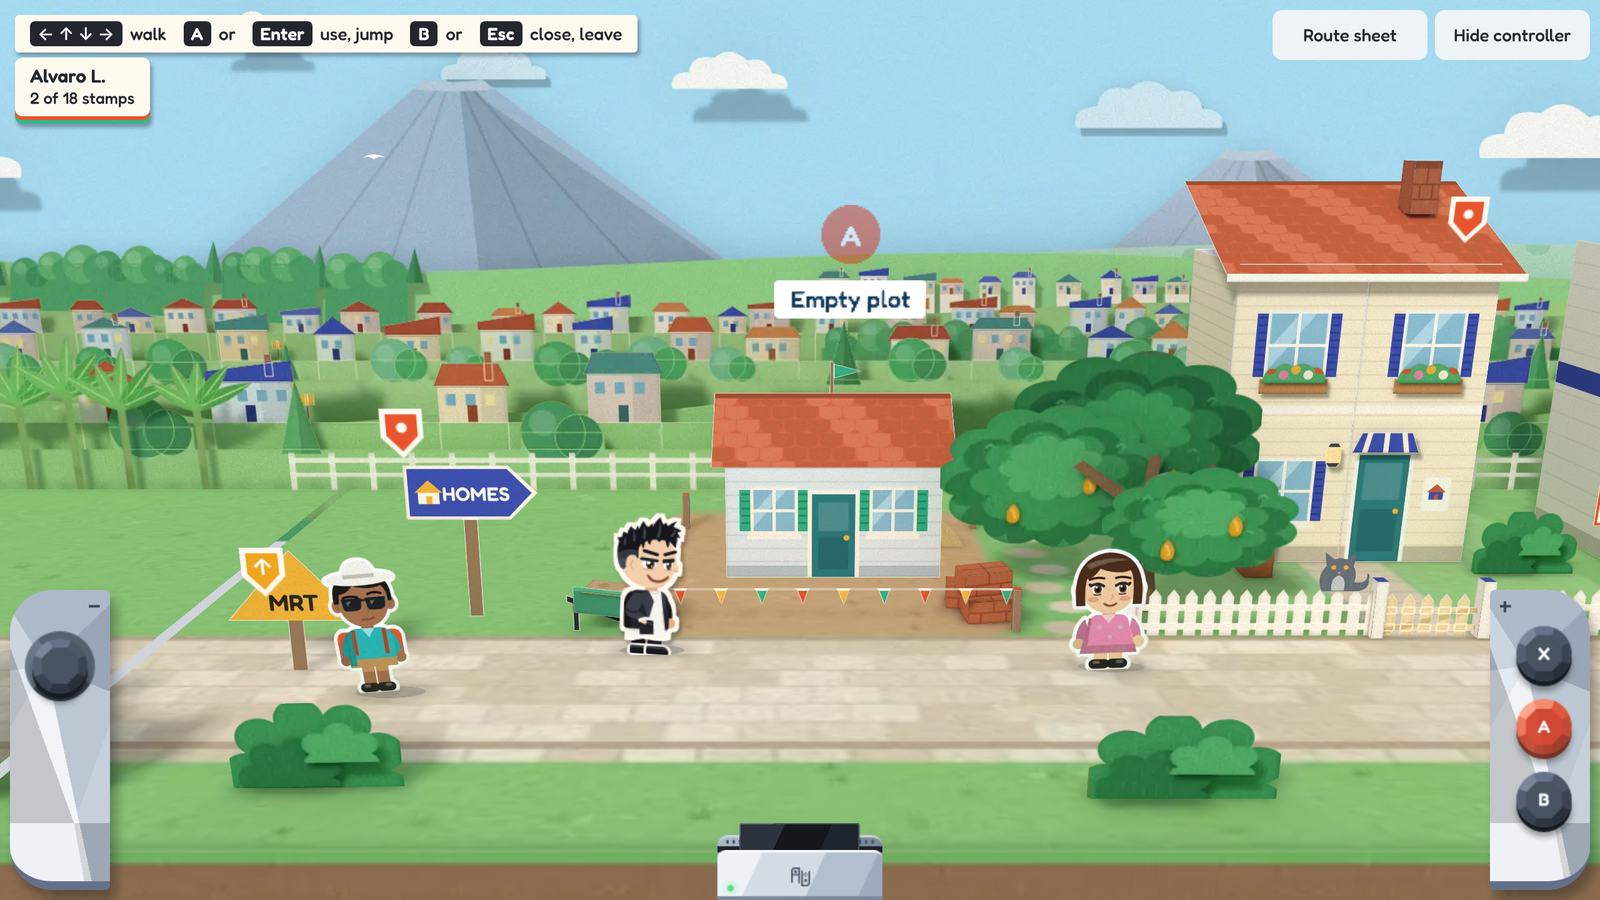 ← ↑ ↓ → walk A or Enter use, jump B or Esc close, leave
Route sheet
Hide controller
Alvaro L.
2 of 18 stamps
A
Empty plot
HOMES
MRT
X
A
B